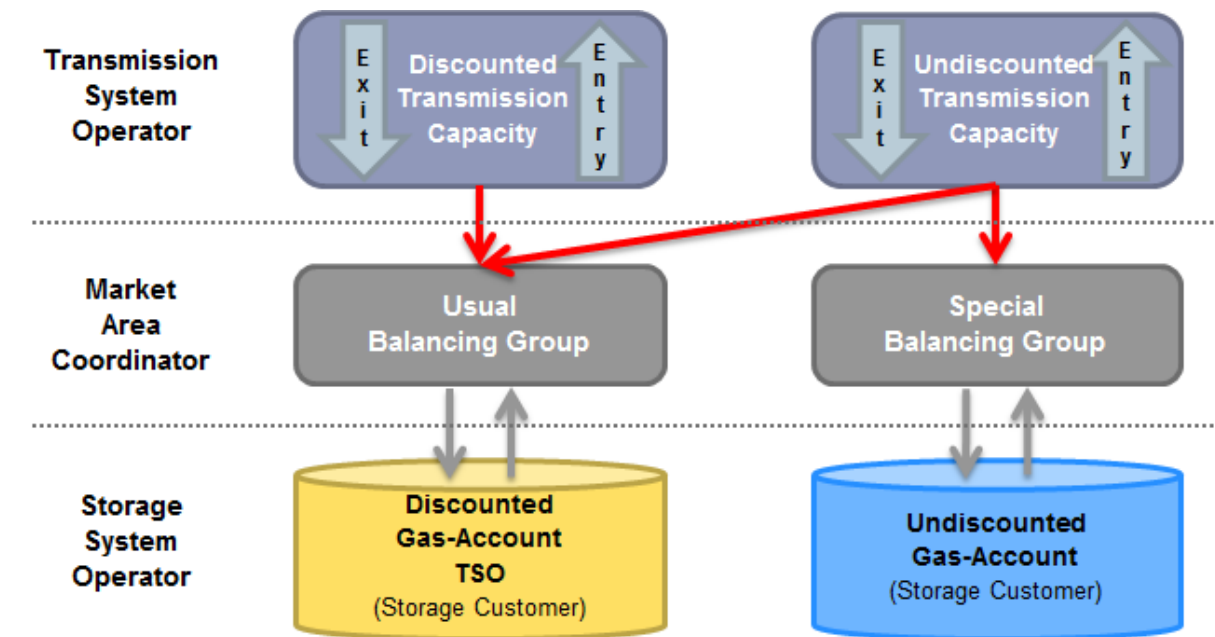 Transmission
System
Operator
Exit
Discounted
Transmission
Capacity
Entry
Exit
Undiscounted
Transmission
Capacity
Entry
Market
Area
Coordinator
Usual
Balancing Group
Special
Balancing Group
Storage
System
Operator
Discounted
Gas-Account
TSO
(Storage Customer)
Undiscounted
Gas-Account
(Storage Customer)